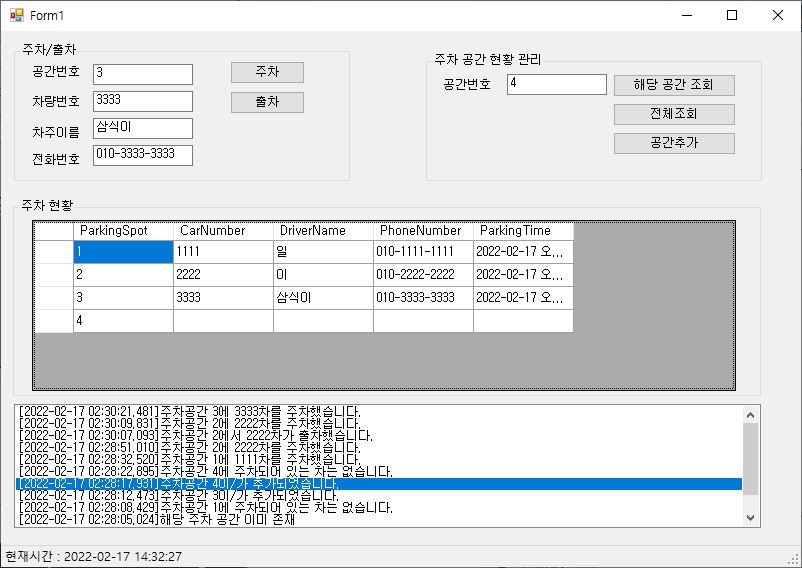 Form1
주차/출차
공간번호 3 주차
차량번호 3333 출차
차주이름 삼식이
전화번호 010-3333-3333
주차 공간 현황 관리
공간번호 4 해당 공간 조회
전체조회
공간추가
주차 현황
ParkingSpot CarNumber DriverName PhoneNumber ParkingTime
1 1111 일 010-1111-1111 2022-02-17 오...
2 2222 이 010-2222-2222 2022-02-17 오...
3 3333 삼식이 010-3333-3333 2022-02-17 오...
4
[2022-02-17 02:30:21,481]주차공간 3에 3333차를 주차했습니다.
[2022-02-17 02:30:09,831]주차공간 2에 2222차를 주차했습니다.
[2022-02-17 02:30:07,093]주차공간 2에서 2222차가 출차했습니다.
[2022-02-17 02:28:51,010]주차공간 2에 2222차를 주차했습니다.
[2022-02-17 02:28:32,520]주차공간 1에 1111차를 주차했습니다.
[2022-02-17 02:28:22,895]주차공간 4에 주차되어 있는 차는 없습니다.
[2022-02-17 02:28:17,931]주차공간 4이/가 추가되었습니다.
[2022-02-17 02:28:12,473]주차공간 3이/가 추가되었습니다.
[2022-02-17 02:28:08,429]주차공간 1에 주차되어 있는 차는 없습니다.
[2022-02-17 02:28:05,024]해당 주차 공간 이미 존재
현재시간 : 2022-02-17 14:32:27